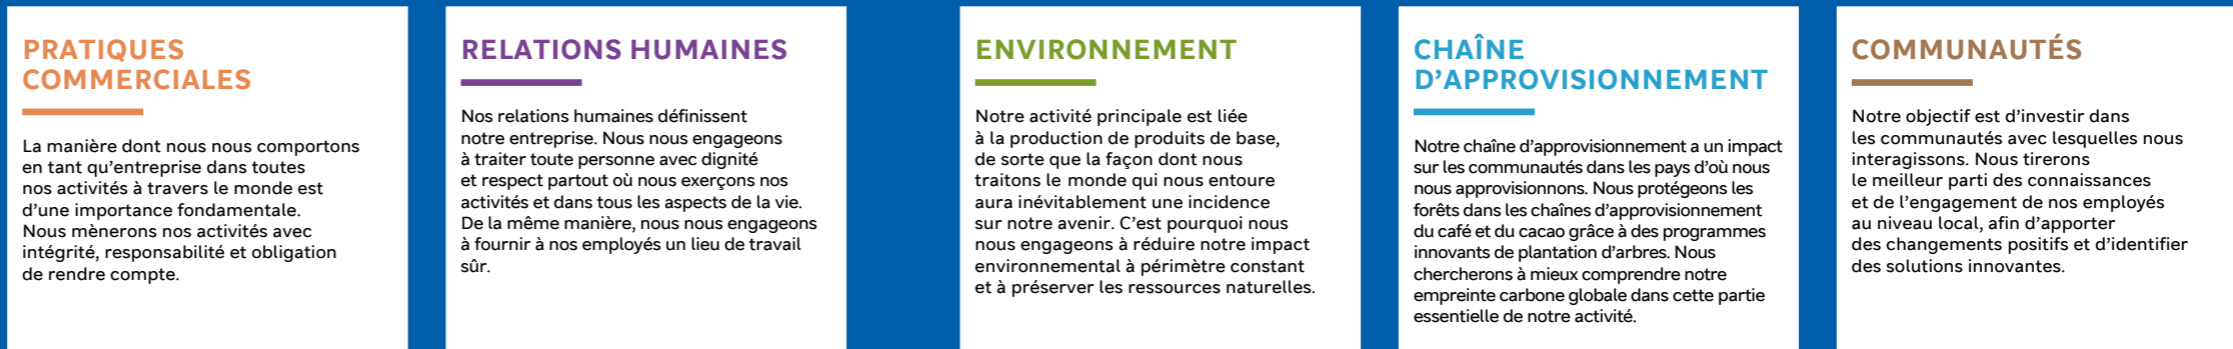 PRATIQUES
COMMERCIALES
La manière dont nous nous comportons
en tant qu’entreprise dans toutes
nos activités à travers le monde est
d’une importance fondamentale.
Nous mènerons nos activités avec
intégrité, responsabilité et obligation
de rendre compte.
RELATIONS HUMAINES
Nos relations humaines définissent
notre entreprise. Nous nous engageons
à traiter toute personne avec dignité
et respect partout où nous exerçons nos
activités et dans tous les aspects de la vie.
De la même manière, nous nous engageons
à fournir à nos employés un lieu de travail
sûr.
ENVIRONNEMENT
Notre activité principale est liée
à la production de produits de base,
de sorte que la façon dont nous
traitons le monde qui nous entoure
aura inévitablement une incidence
sur notre avenir. C’est pourquoi nous
nous engageons à réduire notre impact
environnemental à périmètre constant
et à préserver les ressources naturelles.
CHAÎNE
D’APPROVISIONNEMENT
Notre chaîne d’approvisionnement a un impact
sur les communautés dans les pays d’où nous
nous approvisionnons. Nous protégeons les
forêts dans les chaînes d’approvisionnement
du café et du cacao grâce à des programmes
innovants de plantation d’arbres. Nous
chercherons à mieux comprendre notre
empreinte carbone globale dans cette partie
essentielle de notre activité.
COMMUNAUTÉS
Notre objectif est d’investir dans
les communautés avec lesquelles nous
interagissons. Nous tirerons
le meilleur parti des connaissances
et de l’engagement de nos employés
au niveau local, afin d’apporter
des changements positifs et d’identifier
des solutions innovantes.